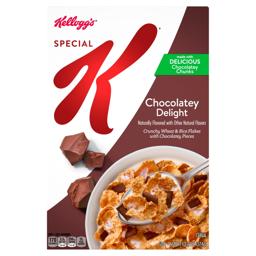 Kellogg's
SPECIAL
K
made with
DELICIOUS
Chocolatey
Chunks
Chocolatey
Delight
Naturally Flavored with Other Natural Flavors
Crunchy Wheat & Rice Flakes
with Chocolatey Pieces
CEREAL